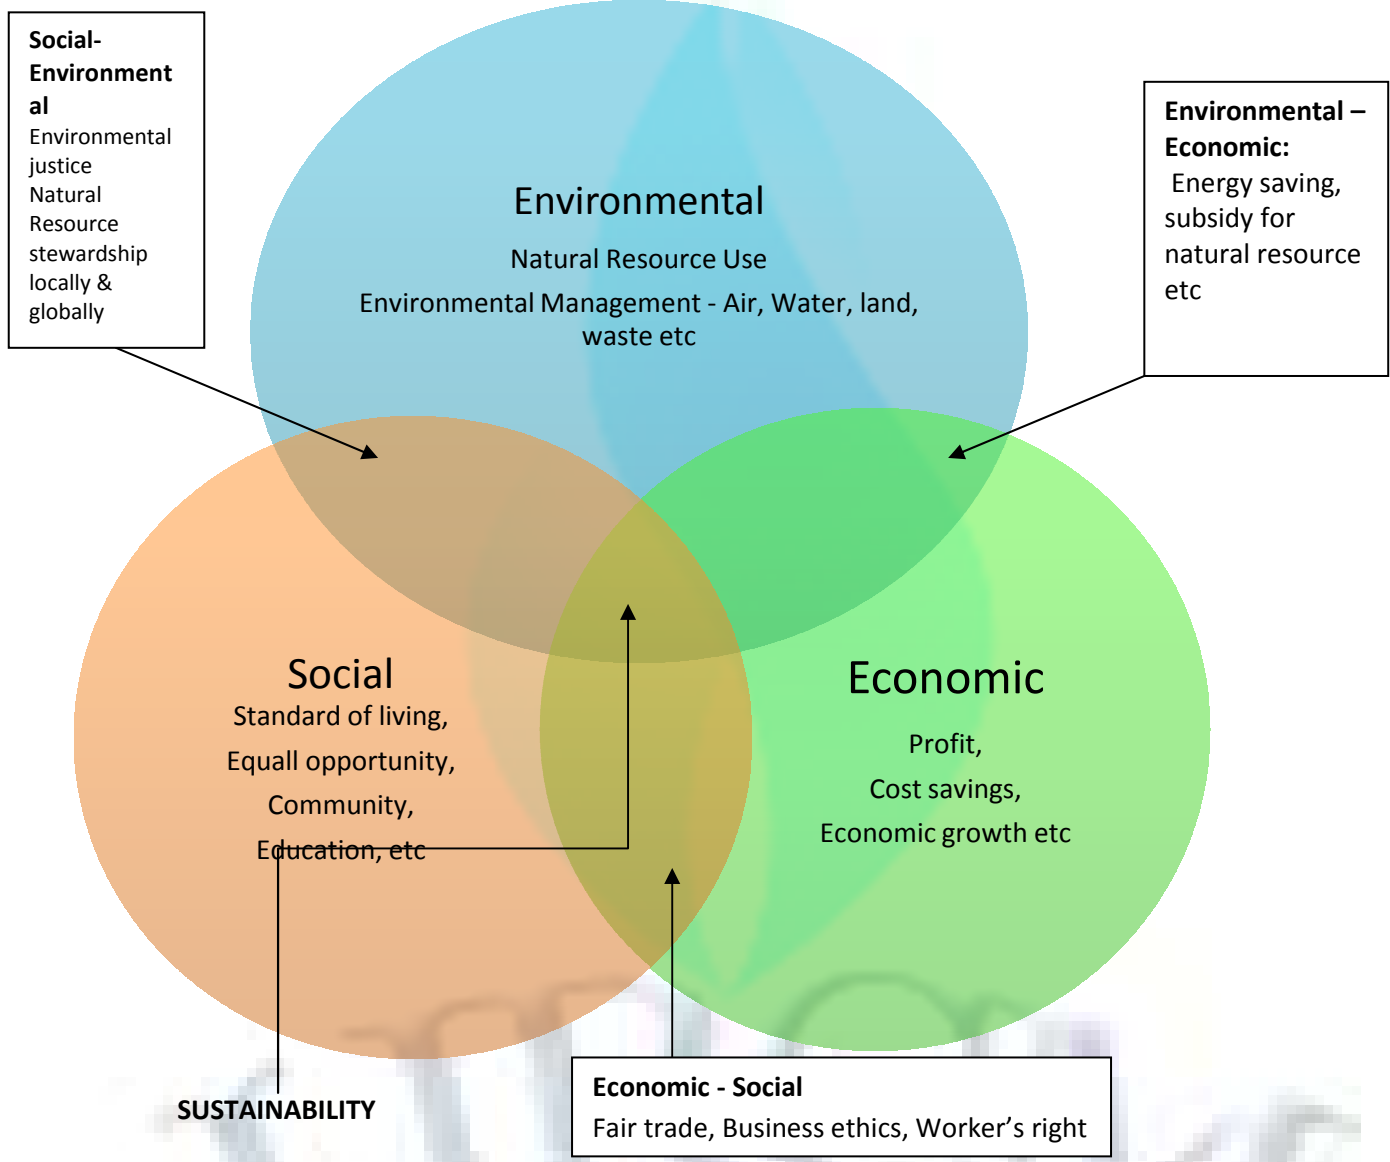 Social-
Environment
al
Environmental
justice
Natural
Resource
stewardship
locally &
globally
Environmental –
Economic:
Energy saving,
subsidy for
natural resource
etc
Environmental
Natural Resource Use
Environmental Management - Air, Water, land,
waste etc
Social
Standard of living,
Equall opportunity,
Community,
Education, etc
Economic
Profit,
Cost savings,
Economic growth etc
SUSTAINABILITY
Economic - Social
Fair trade, Business ethics, Worker’s right